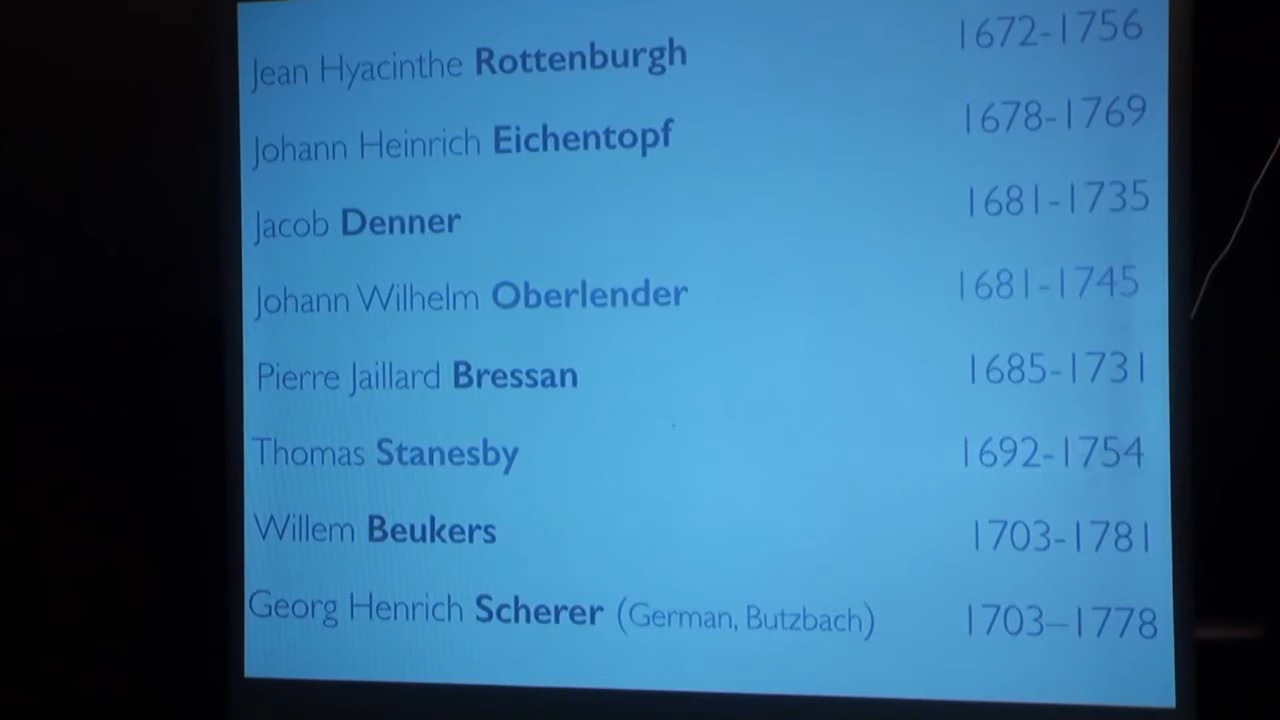 Jean Hyacinthe Rottenburgh 1672-1756
Johann Heinrich Eichentopf 1678-1769
Jacob Denner 1681-1735
Johann Wilhelm Oberlender 1681-1745
Pierre Jaillard Bressan 1685-1731
Thomas Stanesby 1692-1754
Willem Beukers 1703-1781
Georg Henrich Scherer (German, Butzbach) 1703–1778